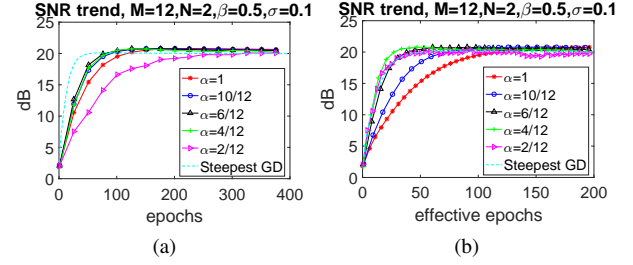 SNR trend, M=12,N=2,β=0.5,σ=0.1
25
20
15
10
5
0
dB
0
100
200
300
400
epochs
α=1
α=10/12
α=6/12
α=4/12
α=2/12
Steepest GD
(a)
SNR trend, M=12,N=2,β=0.5,σ=0.1
25
20
15
10
5
0
dB
0
50
100
150
200
effective epochs
α=1
α=10/12
α=6/12
α=4/12
α=2/12
Steepest GD
(b)